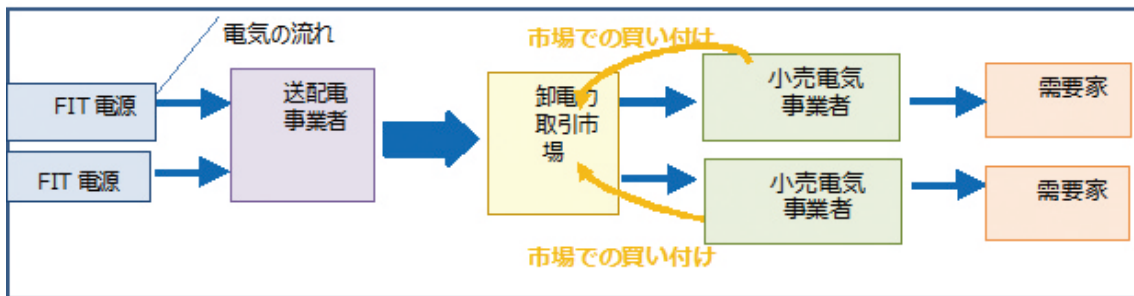 電気の流れ
市場での買い付け
FIT 電源
送配電
事業者
卸電力
取引市
場
小売電気
事業者
需要家
FIT 電源
小売電気
事業者
需要家
市場での買い付け